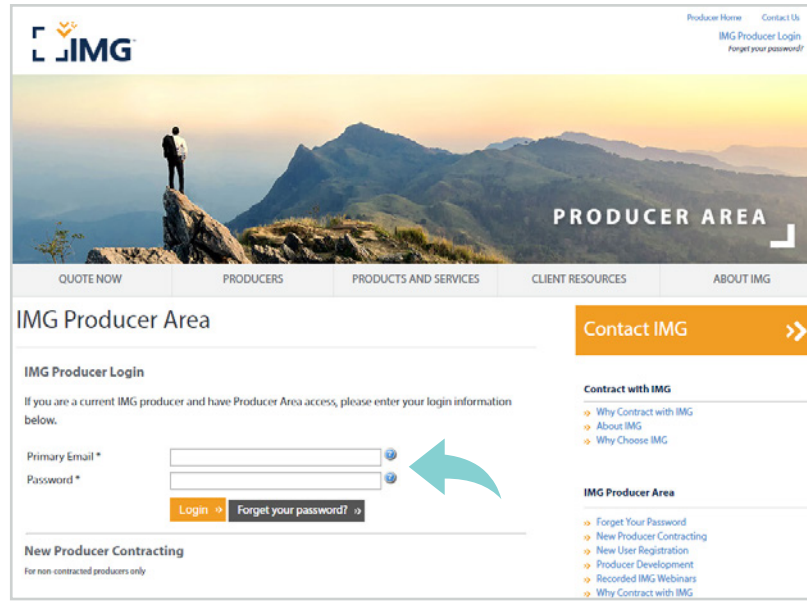 IMG
Producer Home Contact Us
IMG Producer Login
Forget your password?
PRODUCER AREA
QUOTE NOW PRODUCERS PRODUCTS AND SERVICES CLIENT RESOURCES ABOUT IMG
IMG Producer Area
IMG Producer Login
If you are a current IMG producer and have Producer Area access, please enter your login information
below.
Primary Email *
Password *
Login » Forget your password? »
New Producer Contracting
For non-contracted producers only
Contact IMG »
Contract with IMG
» Why Contract with IMG
» About IMG
» Why Choose IMG
IMG Producer Area
» Forget Your Password
» New Producer Contracting
» New User Registration
» Producer Development
» Recorded IMG Webinars
» Why Contract with IMG